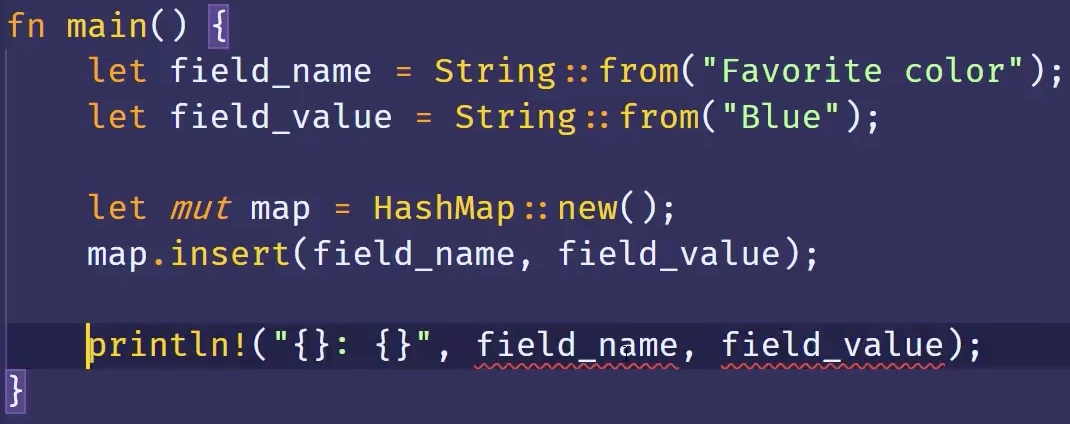 fn main() {
    let field_name = String::from("Favorite color");
    let field_value = String::from("Blue");
    let mut map = HashMap::new();
    map.insert(field_name, field_value);
    println!("{}: {}", field_name, field_value);
}